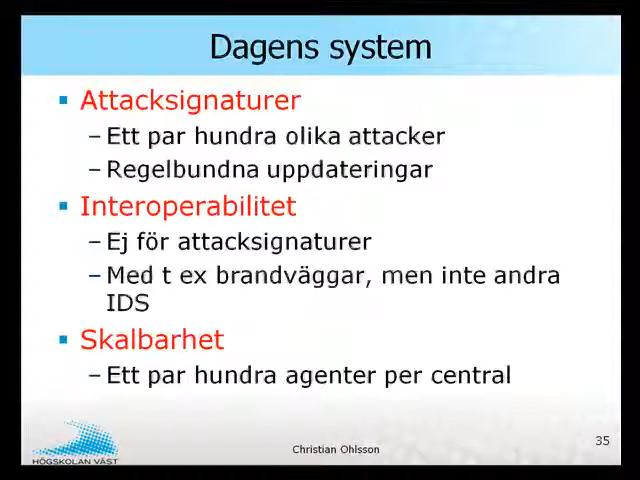 Dagens system
Attacksignaturer
–Ett par hundra olika attacker
–Regelbundna uppdateringar
Interoperabilitet
–Ej för attacksignaturer
–Med t ex brandväggar, men inte andra
IDS
Skalbarhet
–Ett par hundra agenter per central
HÖGSKOLAN VÄST
Christian Ohlsson
35